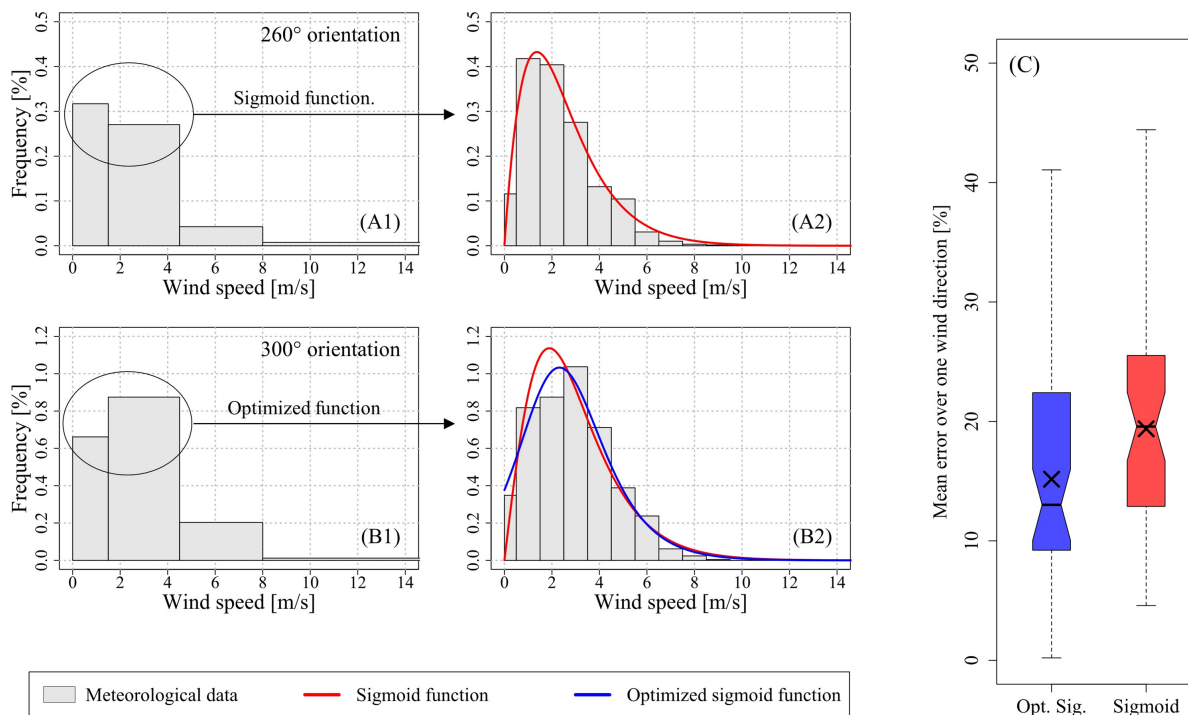 260° orientation
Sigmoid function.
(A1)
Frequency [%]
0.0 0.1 0.2 0.3 0.4 0.5
0 2 4 6 8 10 12 14
Wind speed [m/s]
(A2)
0.0 0.1 0.2 0.3 0.4 0.5
0 2 4 6 8 10 12 14
Wind speed [m/s]
300° orientation
Optimized function
(B1)
Frequency [%]
0.0 0.2 0.4 0.6 0.8 1.0 1.2
0 2 4 6 8 10 12 14
Wind speed [m/s]
(B2)
0.0 0.2 0.4 0.6 0.8 1.0 1.2
0 2 4 6 8 10 12 14
Wind speed [m/s]
(C)
Mean error over one wind direction [%]
0 10 20 30 40 50
Opt. Sig. Sigmoid
Meteorological data Sigmoid function Optimized sigmoid function